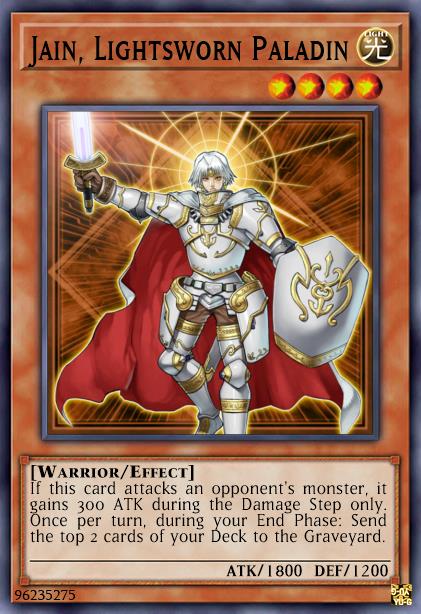 JAIN, LIGHTSWORN PALADIN
LIGHT
光
[WARRIOR/EFFECT]
If this card attacks an opponent's monster, it
gains 300 ATK during the Damage Step only.
Once per turn, during your End Phase: Send
the top 2 cards of your Deck to the Graveyard.
ATK/1800 DEF/1200
96235275